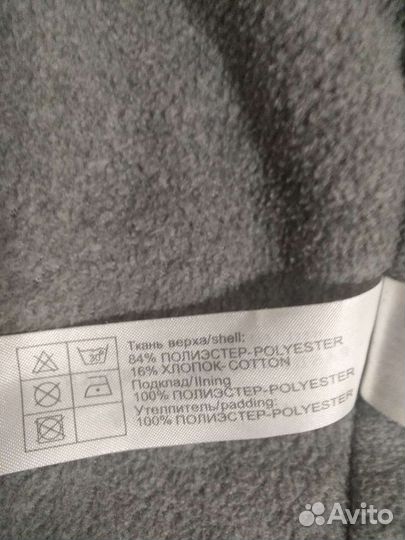 Ткань верха/shell:
84% ПОЛИЭСТЕР-POLYESTER
16% ХЛОПОК- COTTON
Подклад/lining
100% ПОЛИЭСТЕР-POLYESTER
Утеплитель/padding:
100% ПОЛИЭСТЕР-POLYESTER
30°
Avito